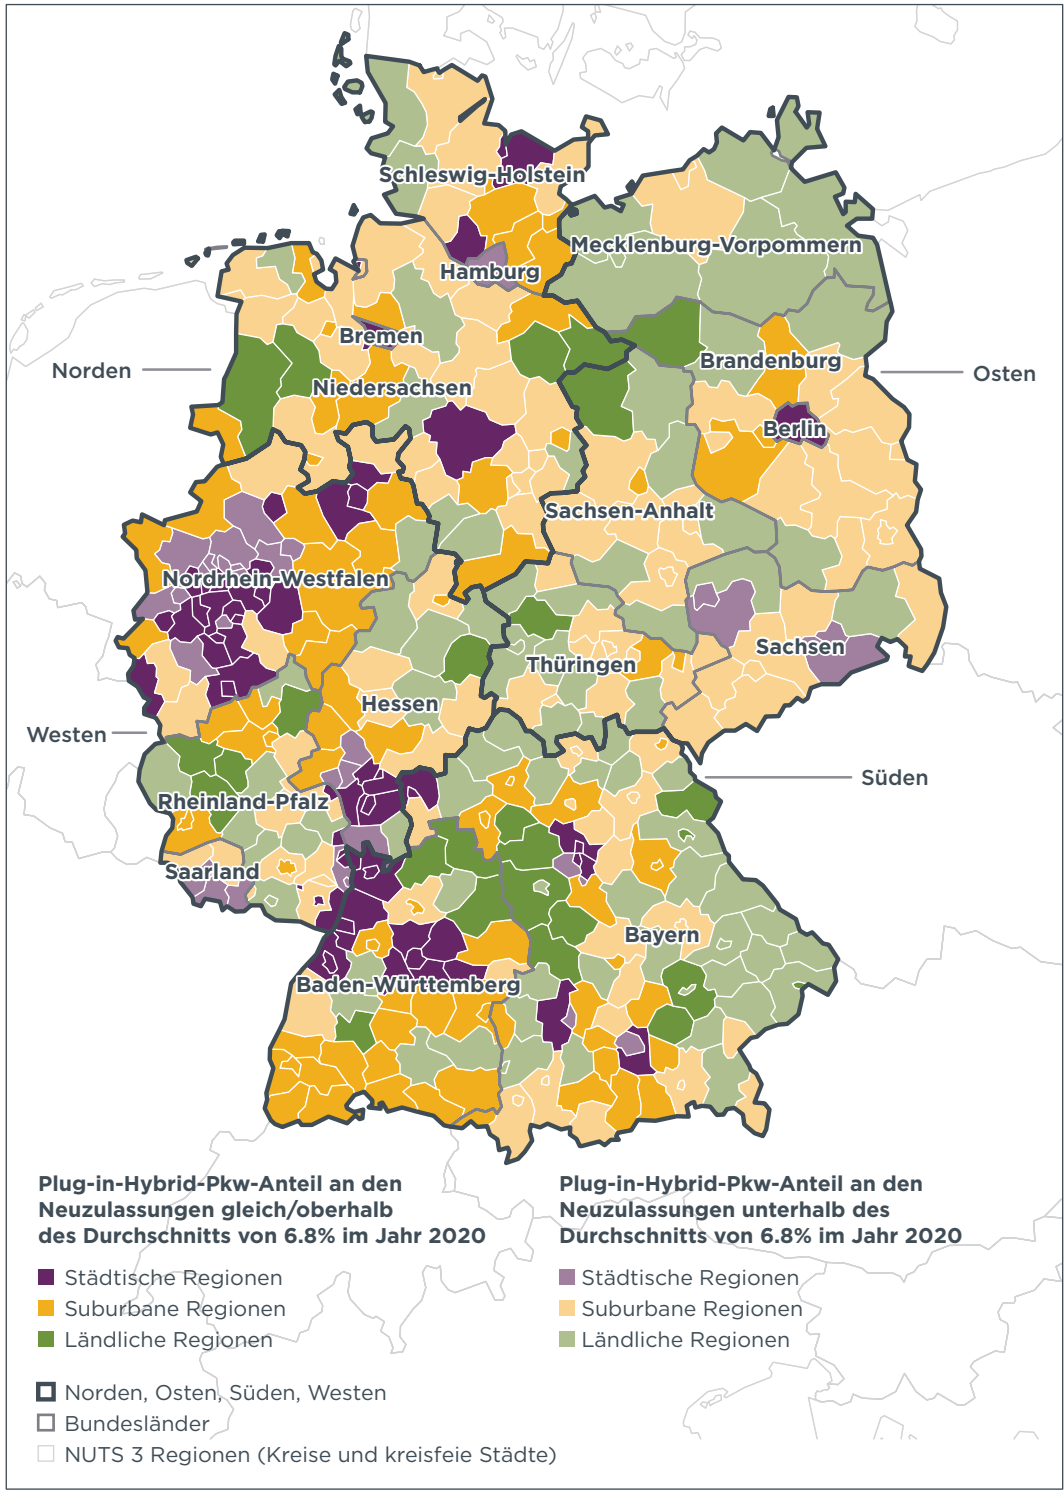 Schleswig-Holstein
Mecklenburg-Vorpommern
Hamburg
Bremen
Norden
Brandenburg
Osten
Niedersachsen
Berlin
Sachsen-Anhalt
Nordrhein-Westfalen
Sachsen
Thüringen
Hessen
Westen
Süden
Rheinland-Pfalz
Saarland
Bayern
Baden-Württemberg
Plug-in-Hybrid-Pkw-Anteil an den
Neuzulassungen gleich/oberhalb
des Durchschnitts von 6.8% im Jahr 2020
Städtische Regionen
Suburbane Regionen
Ländliche Regionen
Plug-in-Hybrid-Pkw-Anteil an den
Neuzulassungen unterhalb des
Durchschnitts von 6.8% im Jahr 2020
Städtische Regionen
Suburbane Regionen
Ländliche Regionen
Norden, Osten, Süden, Westen
Bundesländer
NUTS 3 Regionen (Kreise und kreisfeie Städte)